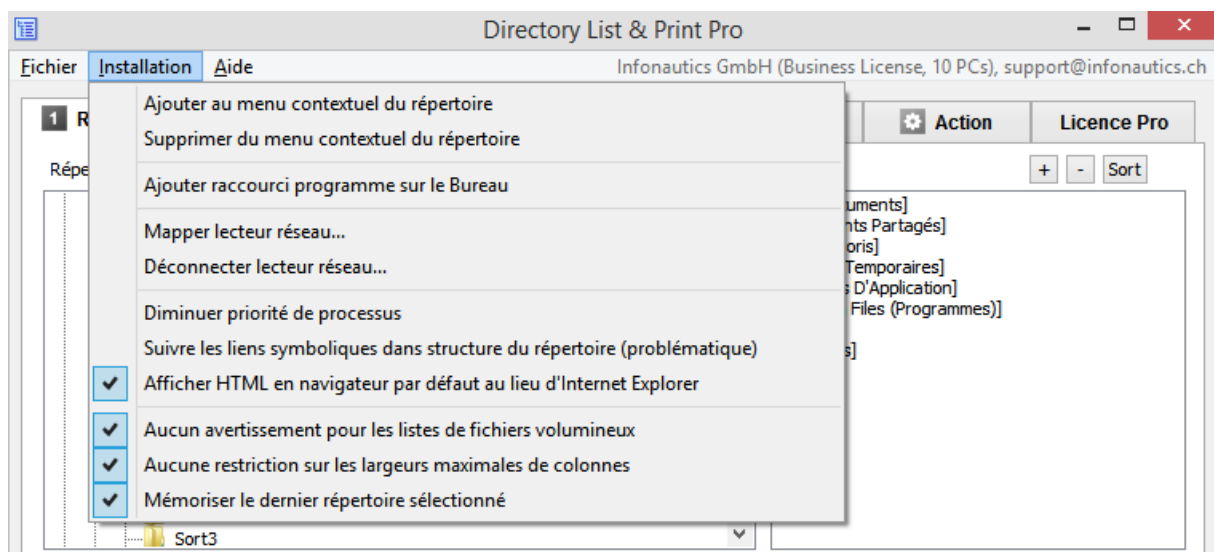 Directory List & Print Pro
Fichier Installation Aide Infonautics GmbH (Business License, 10 PCs), support@infonautics.ch
1 R Action Licence Pro
Répe + - Sort
Ajouter au menu contextuel du répertoire
Supprimer du menu contextuel du répertoire
Ajouter raccourci programme sur le Bureau
Mapper lecteur réseau...
Déconnecter lecteur réseau...
Diminuer priorité de processus
Suivre les liens symboliques dans structure du répertoire (problématique)
Afficher HTML en navigateur par défaut au lieu d'Internet Explorer
Aucun avertissement pour les listes de fichiers volumineux
Aucune restriction sur les largeurs maximales de colonnes
Mémoriser le dernier répertoire sélectionné
uments]
nts Partagés]
oris]
Temporaires]
s D'Application]
Files (Programmes)]
s]
Sort3